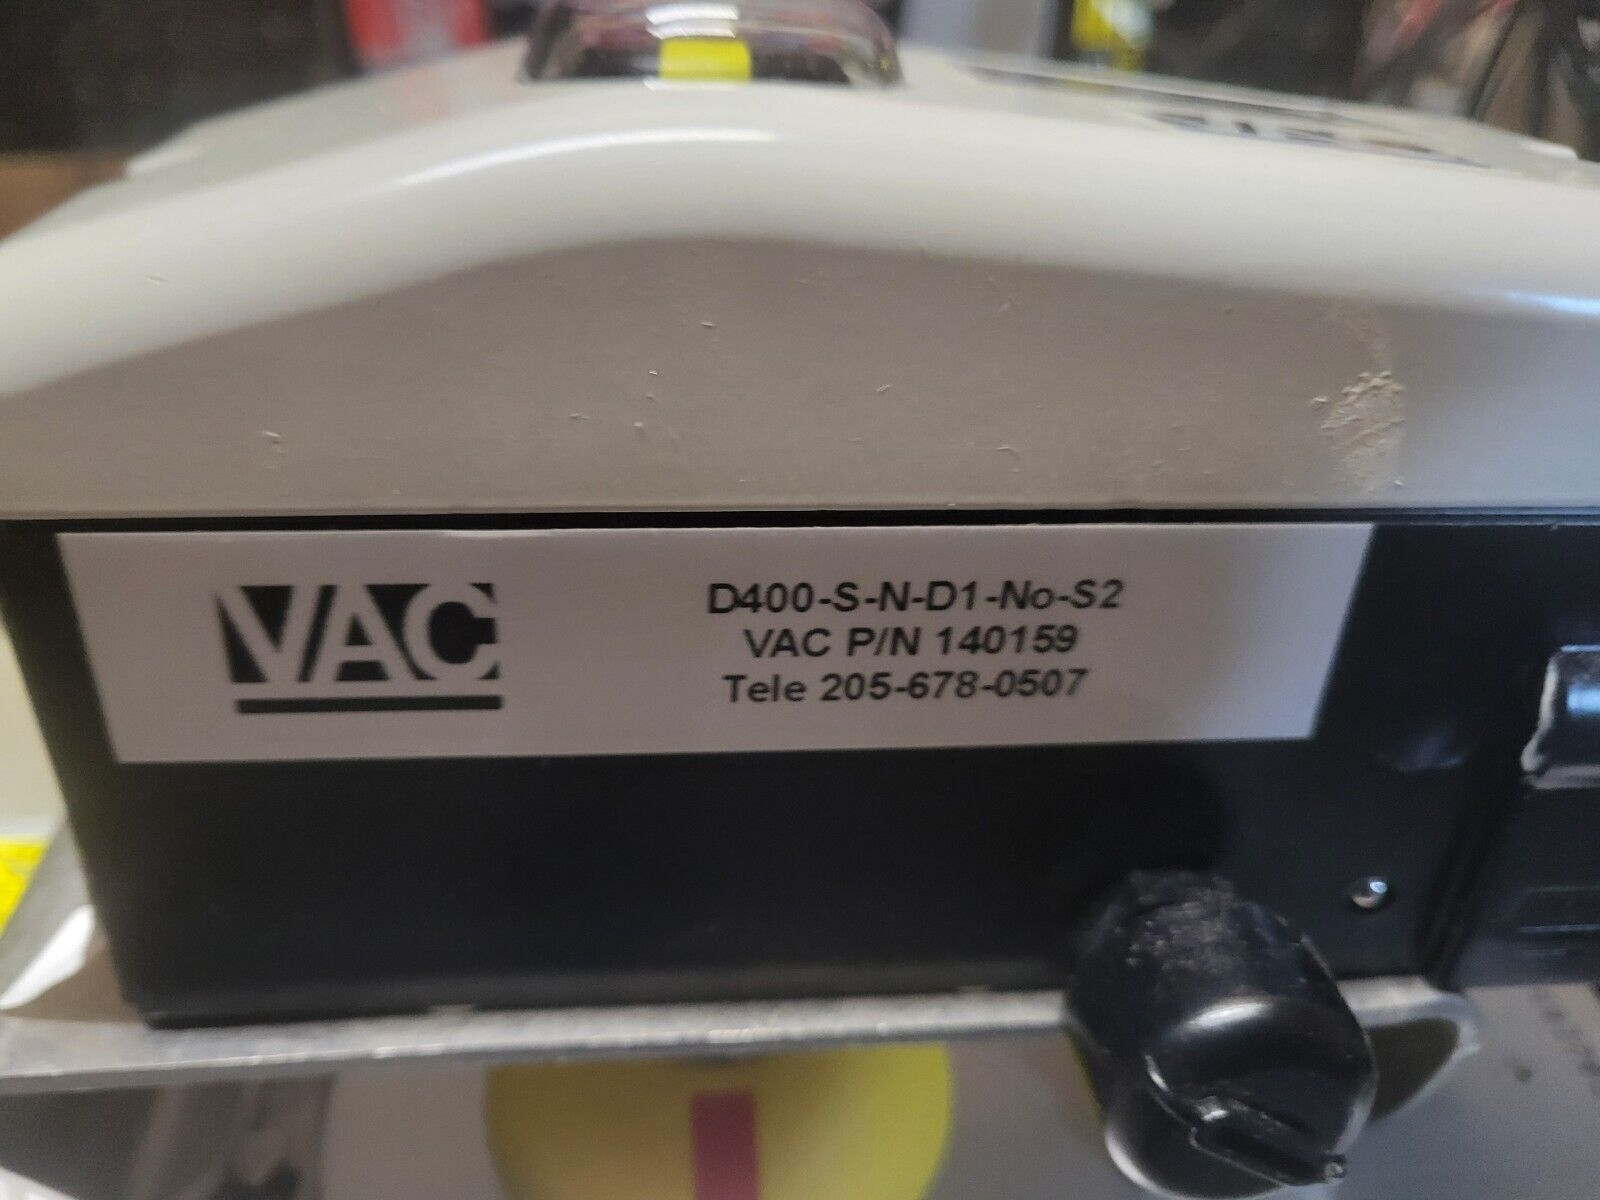 VAC
D400-S-N-D1-No-S2
VAC P/N 140159
Tele 205-678-0507